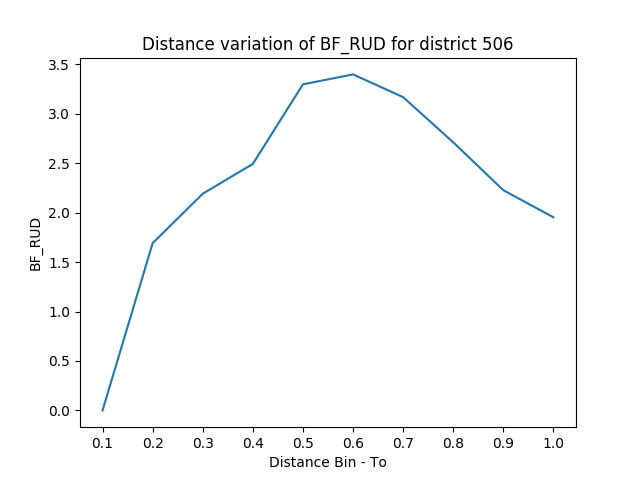 Distance variation of BF_RUD for district 506
3.5
3.0
2.5
2.0
1.5
1.0
0.5
0.0
BF_RUD
0.1 0.2 0.3 0.4 0.5 0.6 0.7 0.8 0.9 1.0
Distance Bin - To